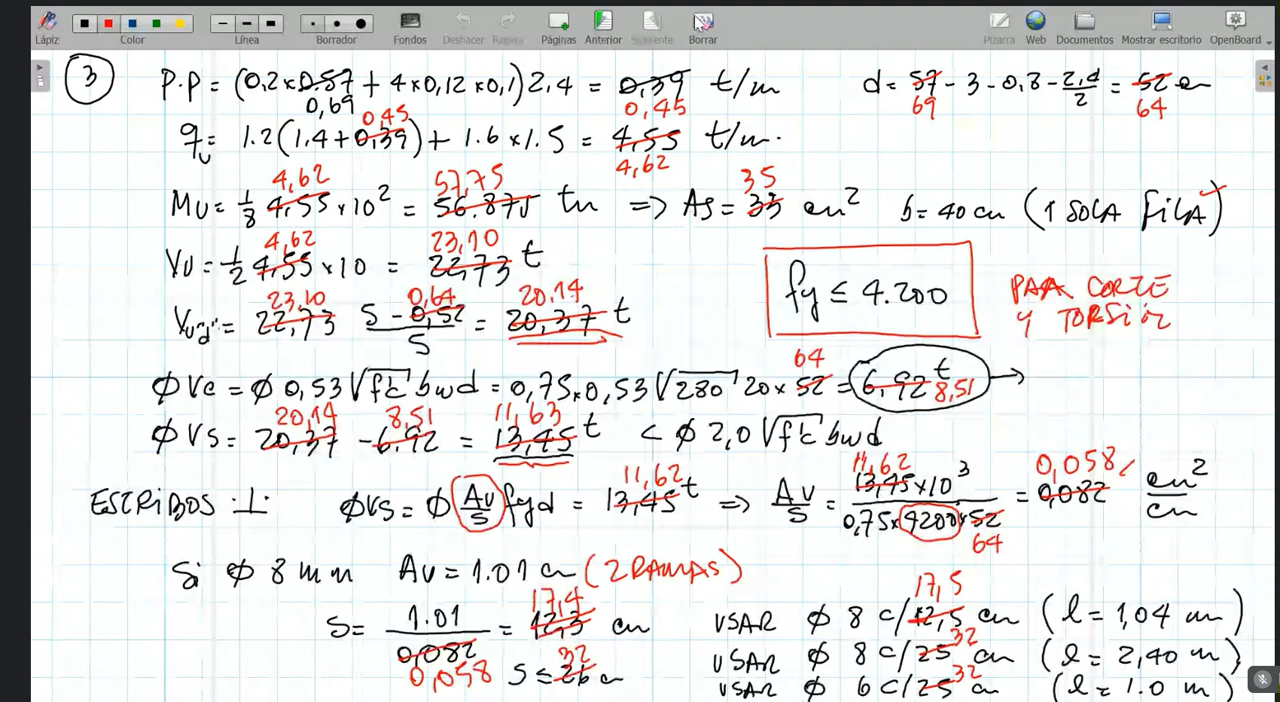 Lápiz Color Línea Borrador Fondos Deshacer Rehacer Páginas Anterior Siguiente Borrar Pizarra Web Documentos Mostrar escritorio OpenBoard
3 P.P = (0,2×0.57 + 4×0,12×0,1) 2,4 = 0,39 t/m d = 57 - 3 - 0,8 - 2,d/2 = 52 cm
0,69 0,45 69 64
0,45
qu = 1.2(1.4+0,39) + 1.6×1.5 = 4,55 t/m.
4,62
4,62 57,75 35
Mu = 1/8 4,55×10² = 56.875 tm ⇒ As = 33 cm² b = 40 cm (1 SOLA FILA)
4,62 23,10
Vu = 1/2 4,55×10 = 22,73 t
fy ≤ 4.200 PARA CORTE Y TORSIÓN
23,10 0,64 20.14
Vu"d" = 22,73 5 - 0,52/5 = 20,37 t
64
φVc = φ 0,53 √f'c bwd = 0,75×0,53 √280 20×52 = 6,92 t 8,51
20,14 8,51 11,63
φVs = 20,37 - 6.92 = 13,45 t < φ 2,0 √f'c bwd
11,62 11,62 0,058
ESTRIBOS ⊥ φVs = φ Av/s fyd = 13,45 t ⇒ Av/s = 13,45×10³/0,75×4200×52 = 0,082 cm²/cm
64
Si φ 8 mm Av = 1.01 cm (2 RAMAS)
17,4 17,5
s = 1.01/0,082 = 12,3 cm USAR φ 8 c/12,5 cm (l = 1,04 m)
0,058 32 32
s ≤ 26 cm USAR φ 8 c/25 cm (l = 2,40 m)
32
USAR φ 6 c/25 cm (l = 1.0 m)